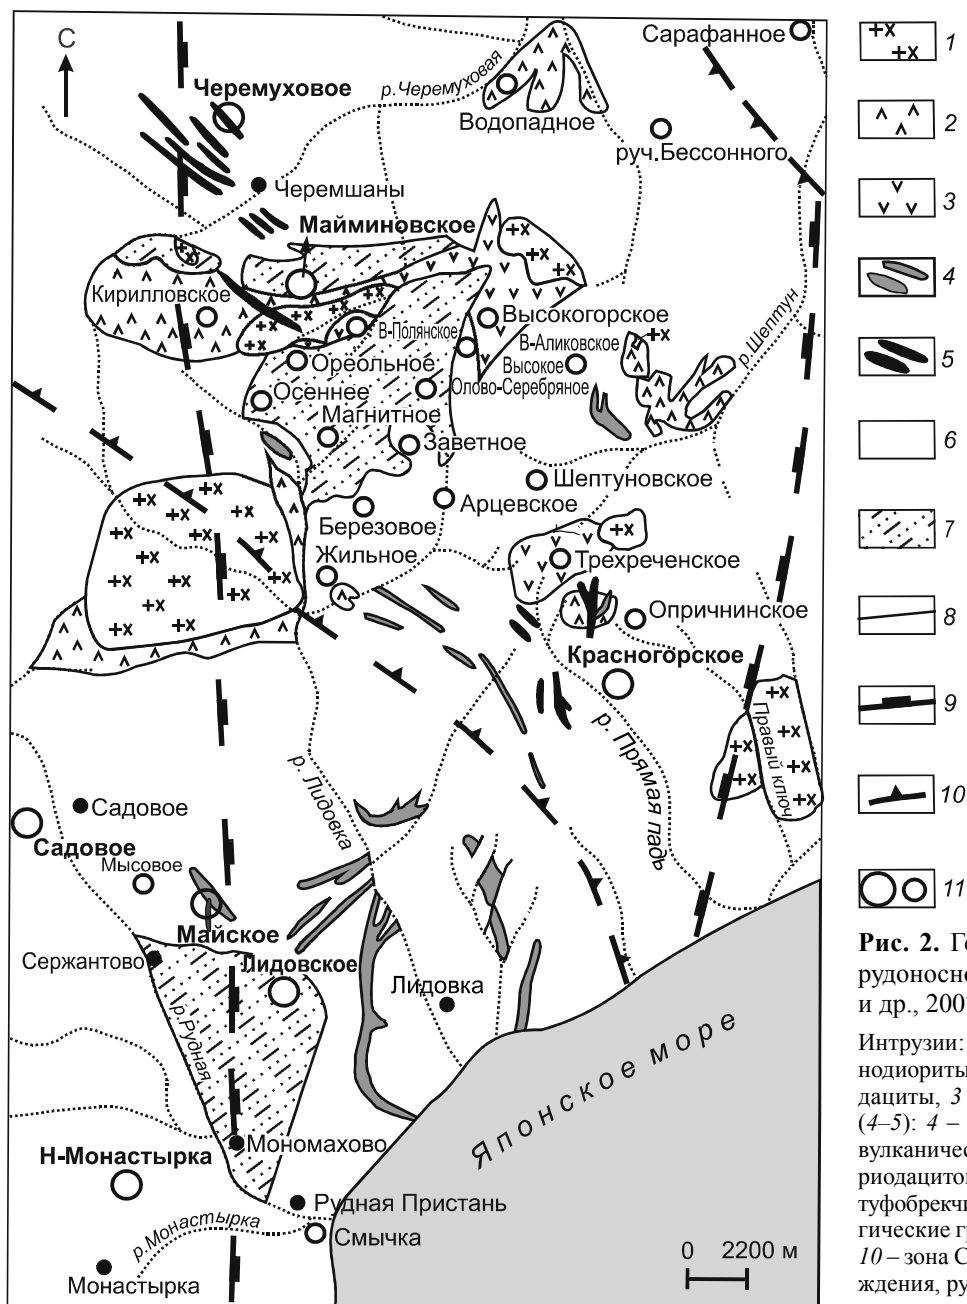 С
Сарафанное
р.Черемуховая
Черемуховое
Водопадное
руч.Бессонного
Черемшаны
Майминовское
Кирилловское
В-Полянское
Высокогорское
В-Аликовское
Высокое
Олово-Серебряное
р.Шептун
Ореольное
Осеннее
Магнитное
Заветное
Шептуновское
Арцевское
Березовое
Жильное
Трехреченское
Опричнинское
Красногорское
р. Прямая падь
Правый ключ
р. Лидовка
Садовое
Садовое
Мысовое
Майское
Сержантово
Лидовское
Лидовка
р.Рудная
Японское море
Мономахово
Н-Монастырка
Рудная Пристань
р.Монастырка
Смычка
Монастырка
0 2200 м
1
2
3
4
5
6
7
8
9
10
11
Рис. 2. Ге
рудоносно
и др., 200
Интрузии:
нодиориты
дациты, 3
(4–5): 4 –
вулканичес
риодацито
туфобрекчи
гические гр
10 – зона С
ждения, ру